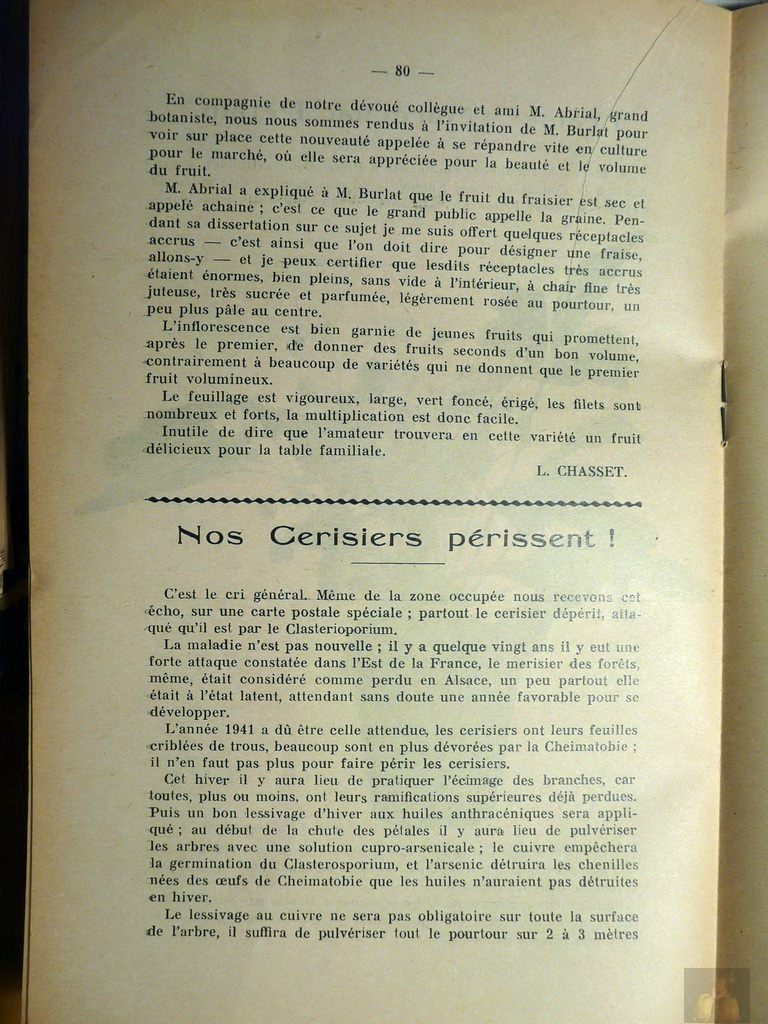 — 80 —
En compagnie de notre dévoué collègue et ami M. Abrial, grand
botaniste, nous nous sommes rendus à l'invitation de M. Burlat pour
voir sur place cette nouveauté appelée à se répandre vite en culture
pour le marché, où elle sera appréciée pour la beauté et le volume
du fruit.
M. Abrial a expliqué à M. Burlat que le fruit du fraisier est sec et
appelé achaine ; c'est ce que le grand public appelle la graine. Pen-
dant sa dissertation sur ce sujet je me suis offert quelques réceptacles
accrus — c'est ainsi que l'on doit dire pour désigner une fraise,
allons-y — et je peux certifier que lesdits réceptacles très accrus
étaient énormes, bien pleins, sans vide à l'intérieur, à chair fine très
juteuse, très sucrée et parfumée, légèrement rosée au pourtour, un
peu plus pâle au centre.
L'inflorescence est bien garnie de jeunes fruits qui promettent,
après le premier, de donner des fruits seconds d'un bon volume,
contrairement à beaucoup de variétés qui ne donnent que le premier
fruit volumineux.
Le feuillage est vigoureux, large, vert foncé, érigé, les filets sont
nombreux et forts, la multiplication est donc facile.
Inutile de dire que l'amateur trouvera en cette variété un fruit
délicieux pour la table familiale.
L. CHASSET.
Nos Cerisiers périssent !
C'est le cri général. Même de la zone occupée nous recevons cet
écho, sur une carte postale spéciale ; partout le cerisier dépérit, atta-
qué qu'il est par le Clasterioporium.
La maladie n'est pas nouvelle ; il y a quelque vingt ans il y eut une
forte attaque constatée dans l'Est de la France, le merisier des forêts,
même, était considéré comme perdu en Alsace, un peu partout elle
était à l'état latent, attendant sans doute une année favorable pour se
développer.
L'année 1941 a dû être celle attendue, les cerisiers ont leurs feuilles
criblées de trous, beaucoup sont en plus dévorées par la Cheimatobie ;
il n'en faut pas plus pour faire périr les cerisiers.
Cet hiver il y aura lieu de pratiquer l'écimage des branches, car
toutes, plus ou moins, ont leurs ramifications supérieures déjà perdues.
Puis un bon lessivage d'hiver aux huiles anthracéniques sera appli-
qué ; au début de la chute des pétales il y aura lieu de pulvériser
les arbres avec une solution cupro-arsenicale ; le cuivre empêchera
la germination du Clasterosporium, et l'arsenic détruira les chenilles
nées des œufs de Cheimatobie que les huiles n'auraient pas détruites
en hiver.
Le lessivage au cuivre ne sera pas obligatoire sur toute la surface
de l'arbre, il suffira de pulvériser tout le pourtour sur 2 à 3 mètres